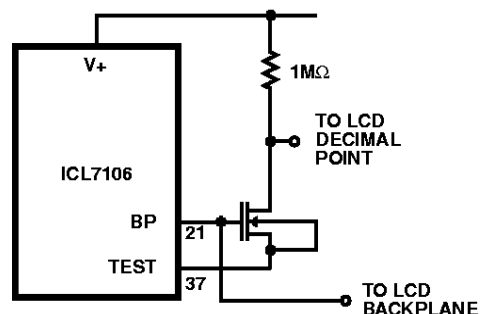 V+
1MΩ
TO LCD
DECIMAL
POINT
ICL7106
BP
21
TEST
37
TO LCD
BACKPLANE